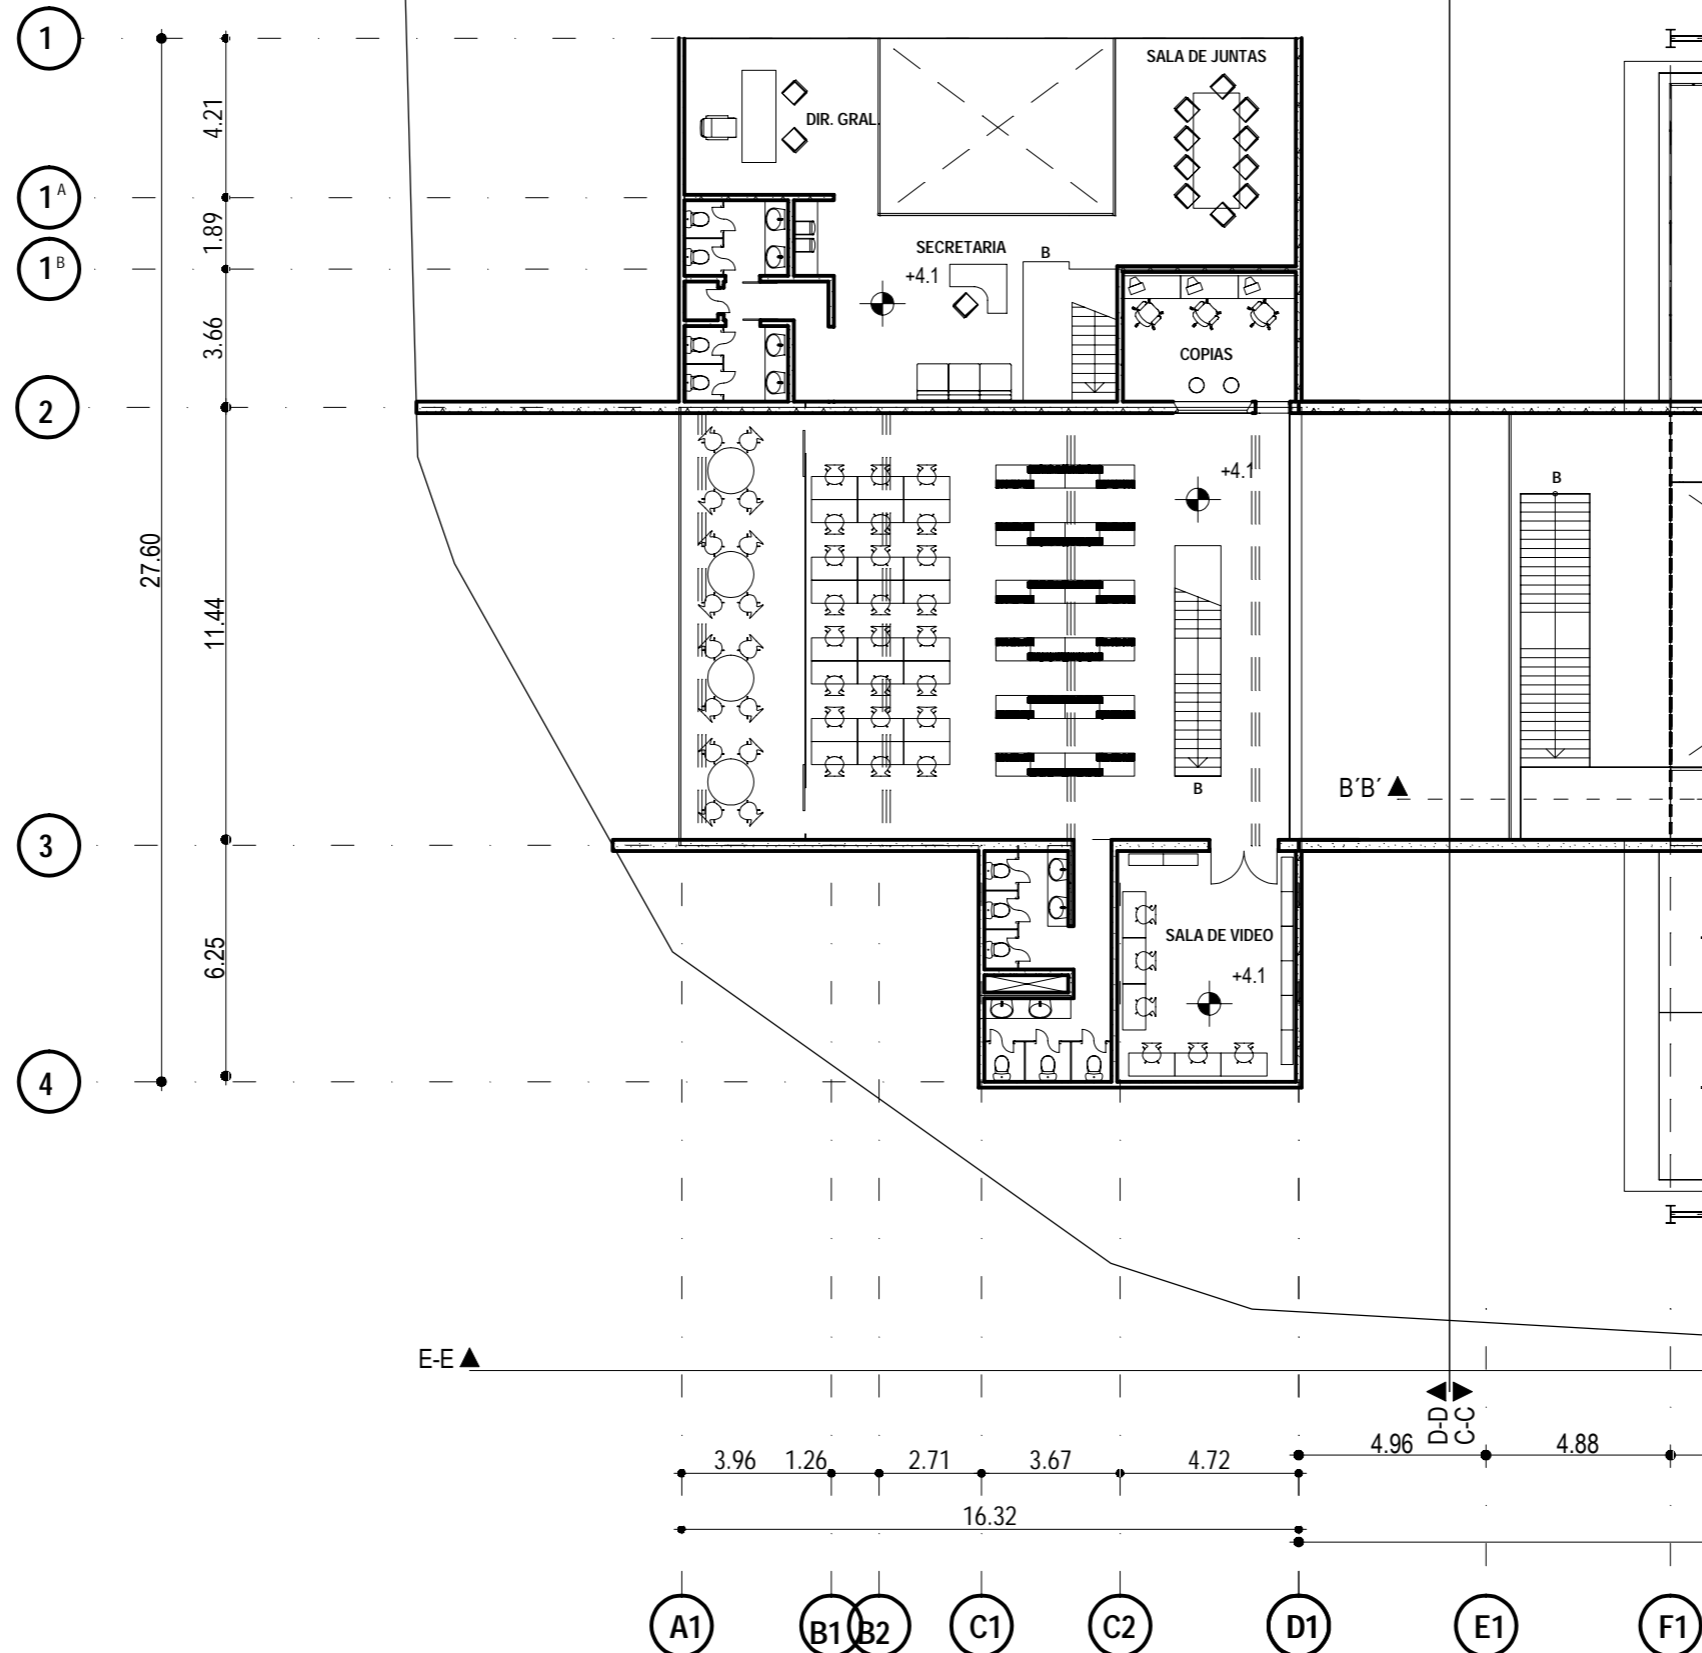 1
SALA DE JUNTAS
4.21
DIR. GRAL.
1A
1.89
SECRETARIA
B
1B
+4.1
3.66
COPIAS
2
+4.1
B
27.60
11.44
B
B´B´
3
SALA DE VIDEO
6.25
+4.1
4
E-E
D-D
C-C
3.96
1.26
2.71
3.67
4.72
4.96
4.88
16.32
A1
B1
B2
C1
C2
D1
E1
F1